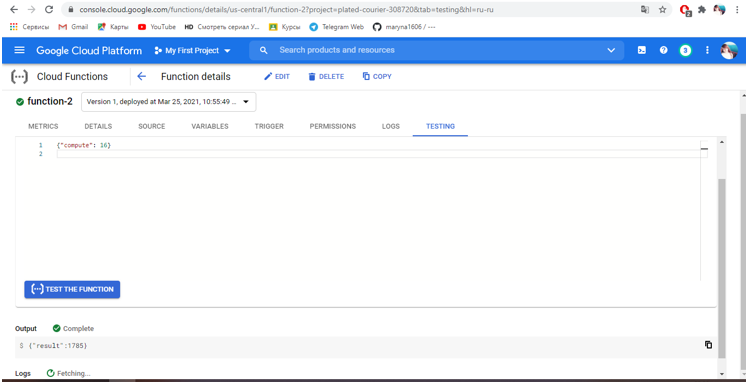 console.cloud.google.com/functions/details/us-central1/function-2?project=plated-courier-308720&tab=testing&hl=ru-ru
2
Сервисы Gmail Карты YouTube HD Смотреть сериал У... Курсы Telegram Web maryna1606 / ---
Google Cloud Platform My First Project Search products and resources 3
(...) Cloud Functions Function details EDIT DELETE COPY
function-2 Version 1, deployed at Mar 25, 2021, 10:55:49 ...
METRICS DETAILS SOURCE VARIABLES TRIGGER PERMISSIONS LOGS TESTING
1 {"compute": 16}
2
(...) TEST THE FUNCTION
Output Complete
$ {"result":1785}
Logs Fetching...